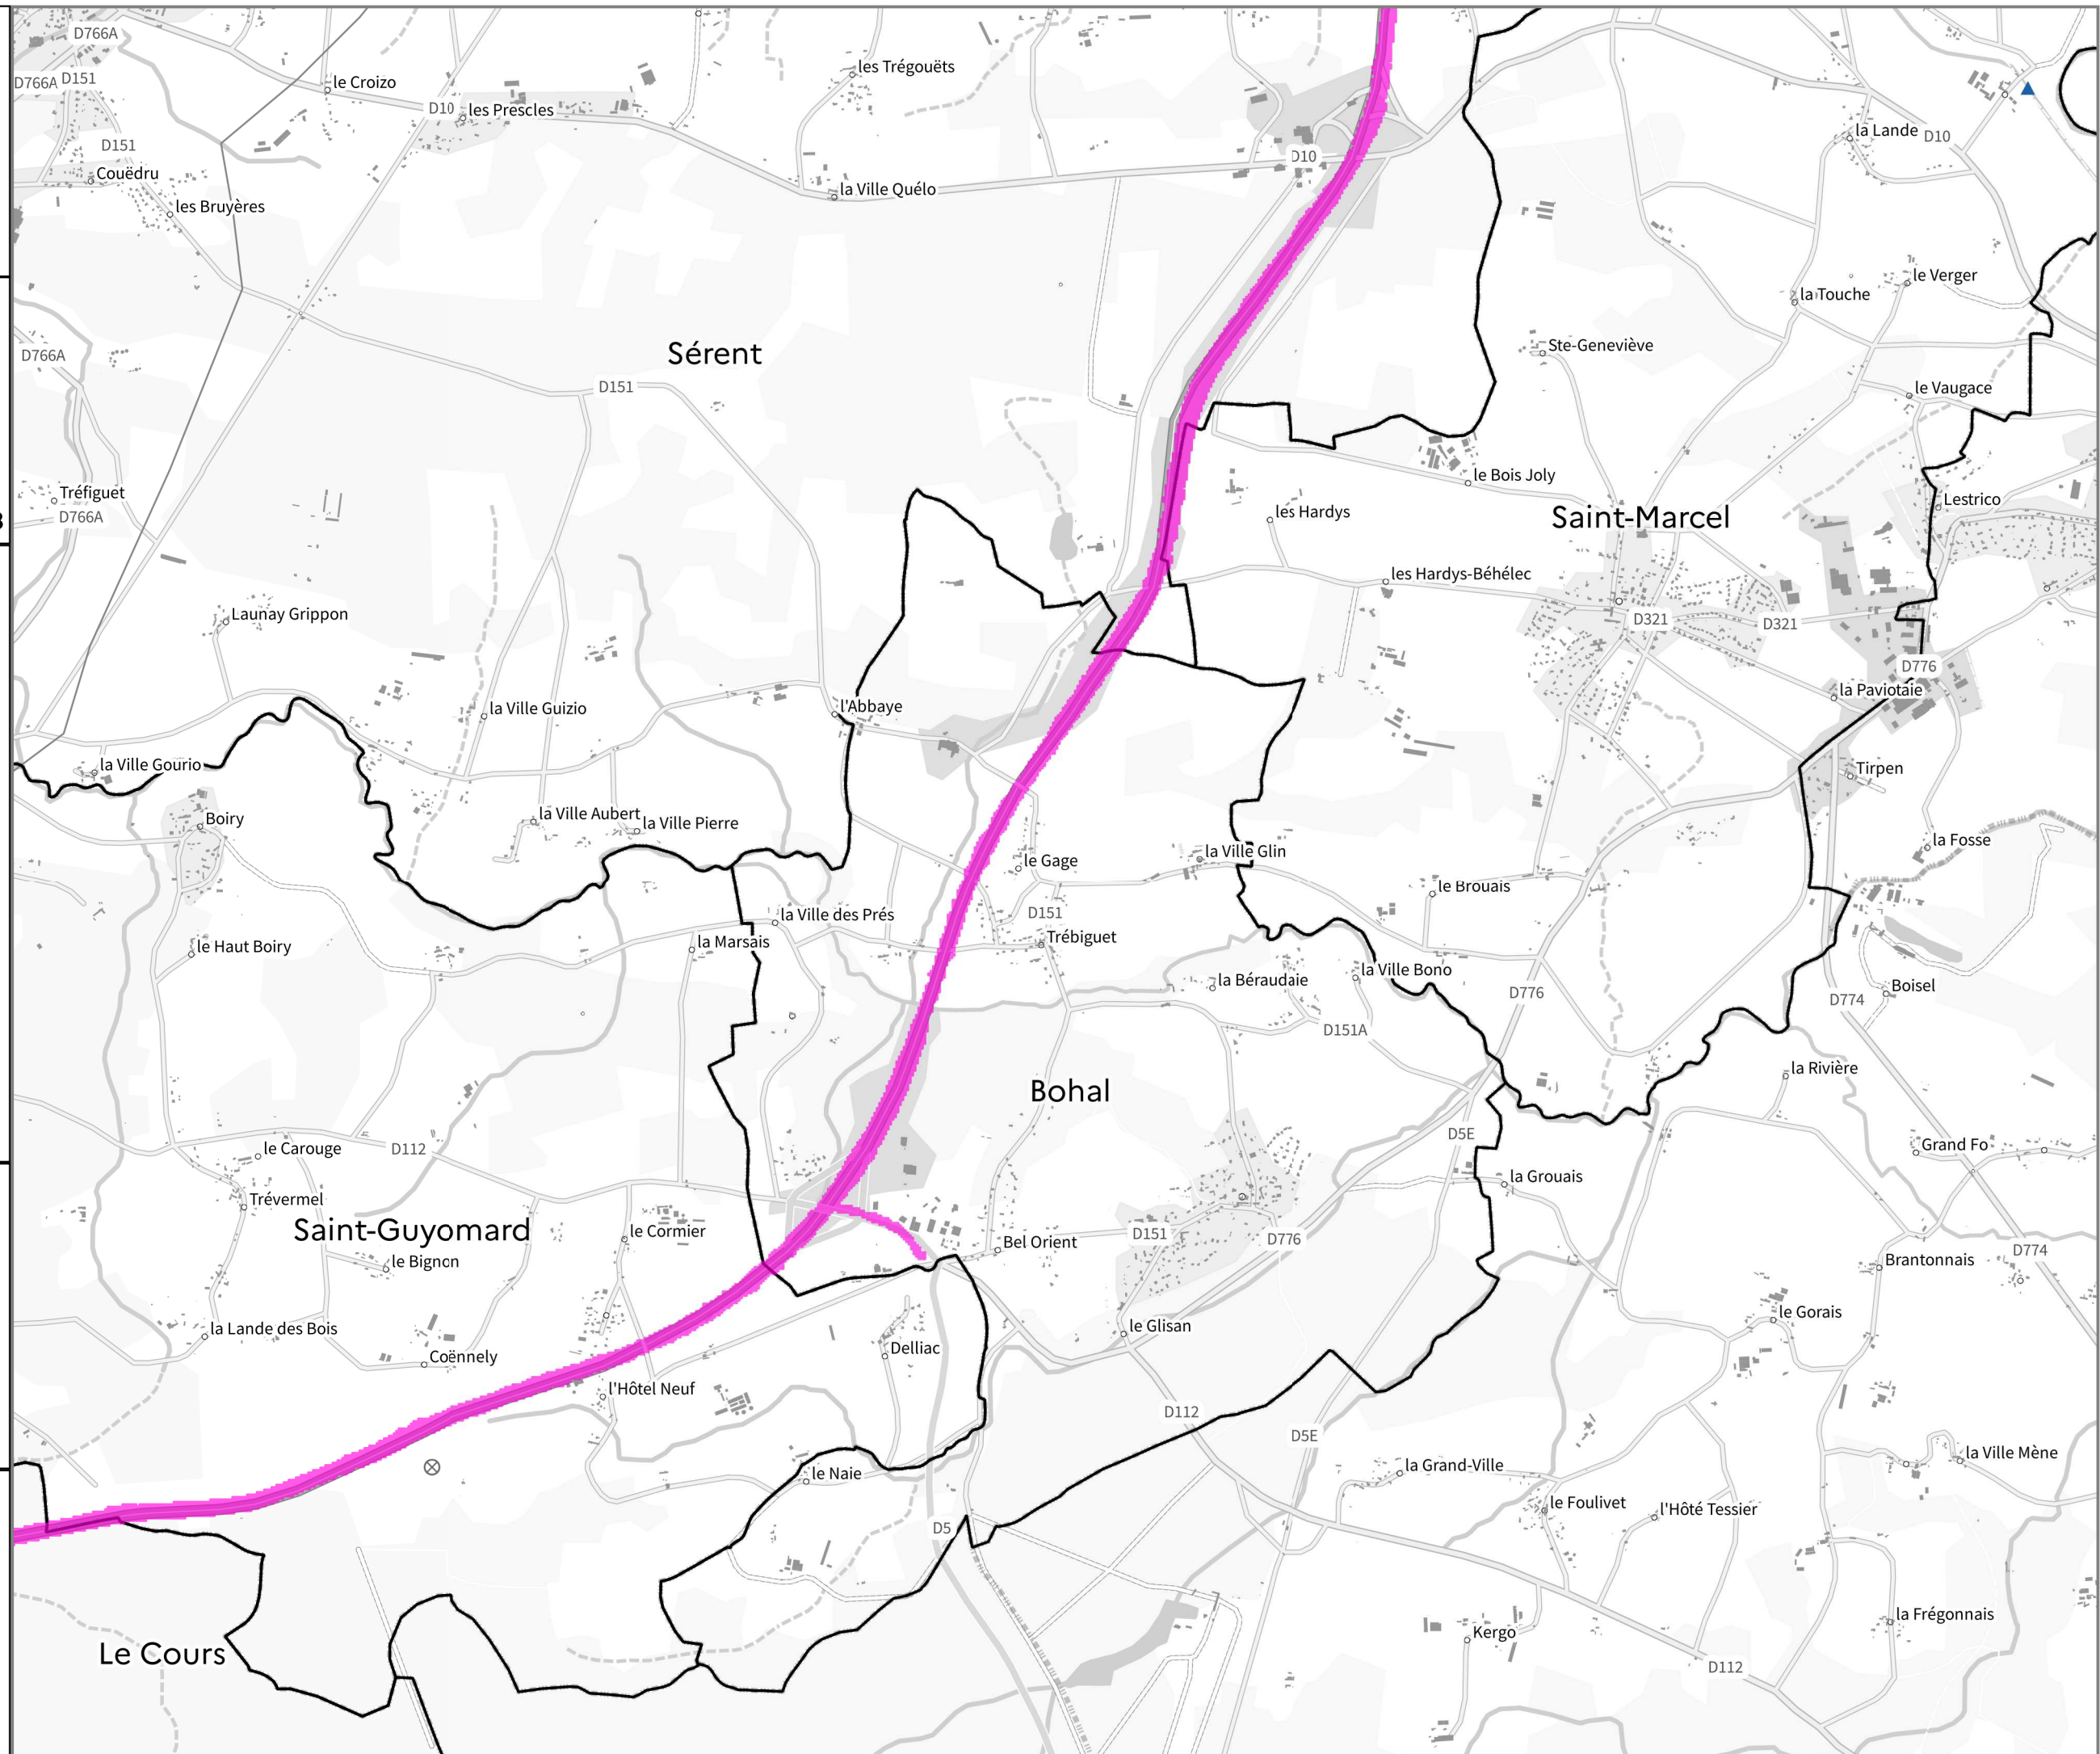 D766A
les Trégouëts
D766A
D151
le Croizo
D10
les Prescles
la Lande
D10
D151
D10
Couëdru
la Ville Quélo
les Bruyères
le Verger
la Touche
D766A
Sérent
Ste-Geneviève
D151
le Vaugace
le Bois Joly
Tréfiguet
Lestrico
D766A
les Hardys
Saint-Marcel
les Hardys-Béhélec
Launay Grippon
D321
D321
D776
la Paviotaie
l'Abbaye
la Ville Guizio
la Ville Gourio
Tirpen
Boiry
la Ville Aubert
la Ville Pierre
la Fosse
le Gage
la Ville Glin
le Brouais
la Ville des Prés
D151
le Haut Boiry
la Marsais
Trébiguet
la Béraudaie
la Ville Bono
Boisel
D776
D774
D151A
la Rivière
Bohal
D5E
le Carouge
D112
Grand Fo
la Grouais
Trévermel
Saint-Guyomard
le Cormier
Bel Orient
D151
D776
D774
le Bignon
Brantonnais
la Lande des Bois
le Glisan
le Gorais
Coënnely
Delliac
l'Hôtel Neuf
D112
D5E
le Naie
la Grand-Ville
la Ville Mène
le Foulivet
l'Hôté Tessier
D5
la Frégonnais
Kergo
Le Cours
D112